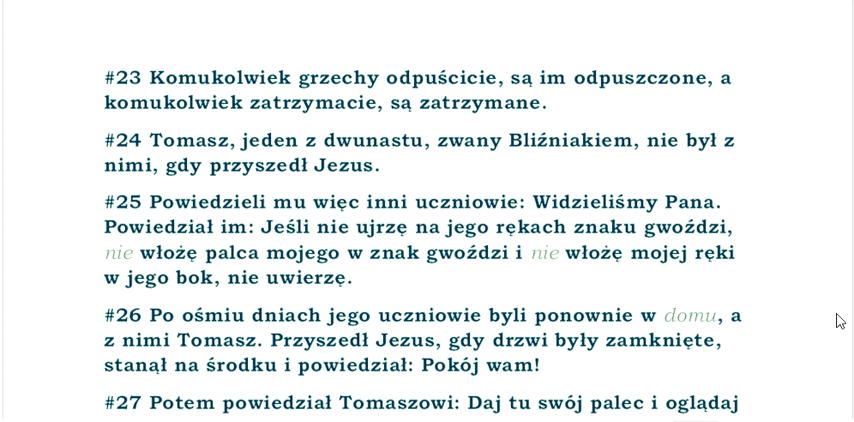 #23 Komukolwiek grzechy odpuścicie, są im odpuszczone, a
komukolwiek zatrzymacie, są zatrzymane.
#24 Tomasz, jeden z dwunastu, zwany Bliźniakiem, nie był z
nimi, gdy przyszedł Jezus.
#25 Powiedzieli mu więc inni uczniowie: Widzieliśmy Pana.
Powiedział im: Jeśli nie ujrzę na jego rękach znaku gwoździ,
nie włożę palca mojego w znak gwoździ i nie włożę mojej ręki
w jego bok, nie uwierzę.
#26 Po ośmiu dniach jego uczniowie byli ponownie w domu, a
z nimi Tomasz. Przyszedł Jezus, gdy drzwi były zamknięte,
stanął na środku i powiedział: Pokój wam!
#27 Potem powiedział Tomaszowi: Daj tu swój palec i oglądaj